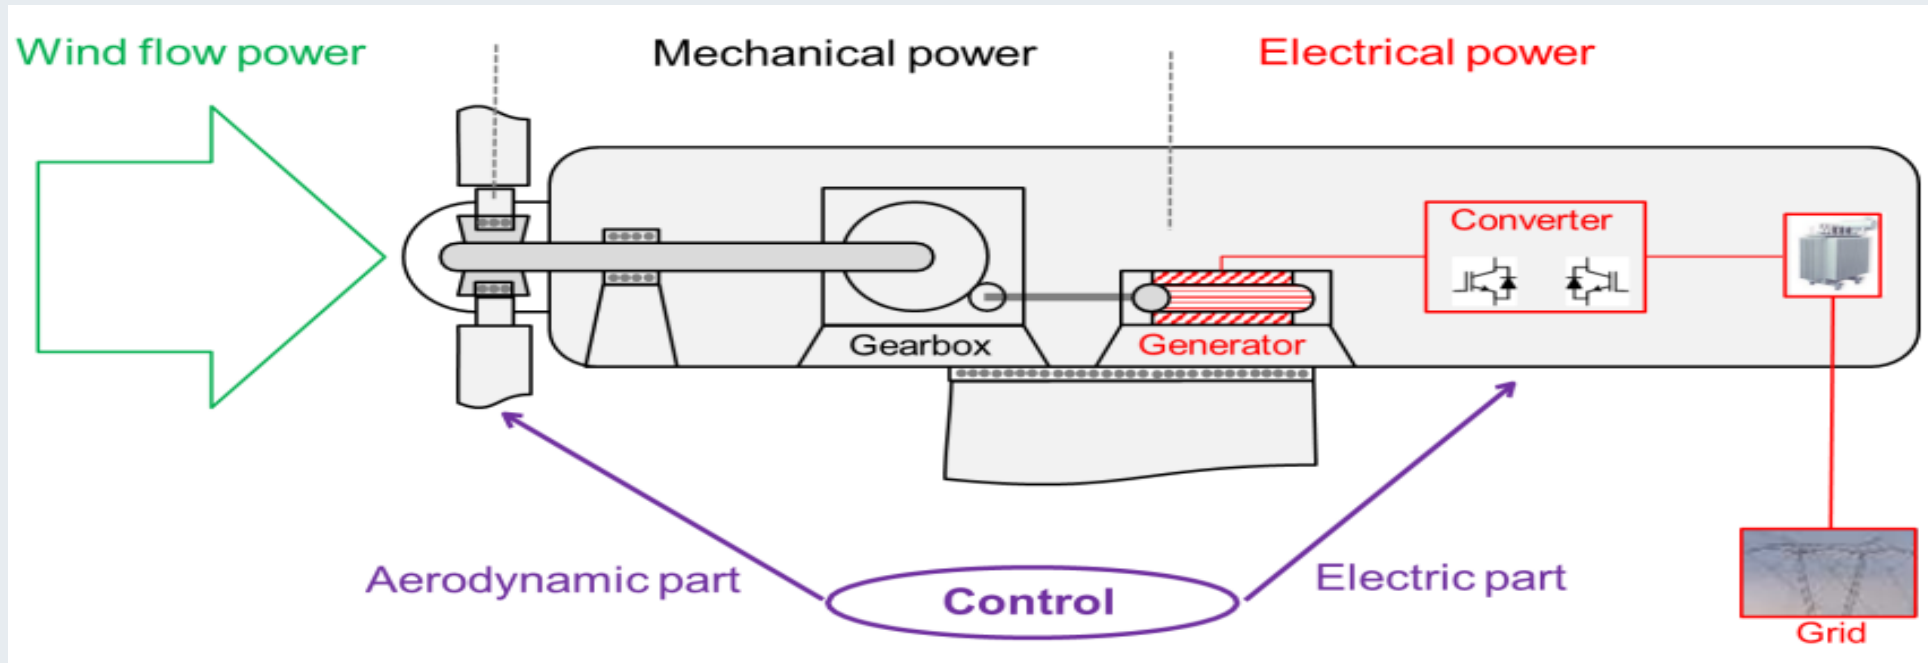 Wind flow power
Mechanical power
Electrical power
Converter
Gearbox
Generator
Aerodynamic part
Control
Electric part
Grid